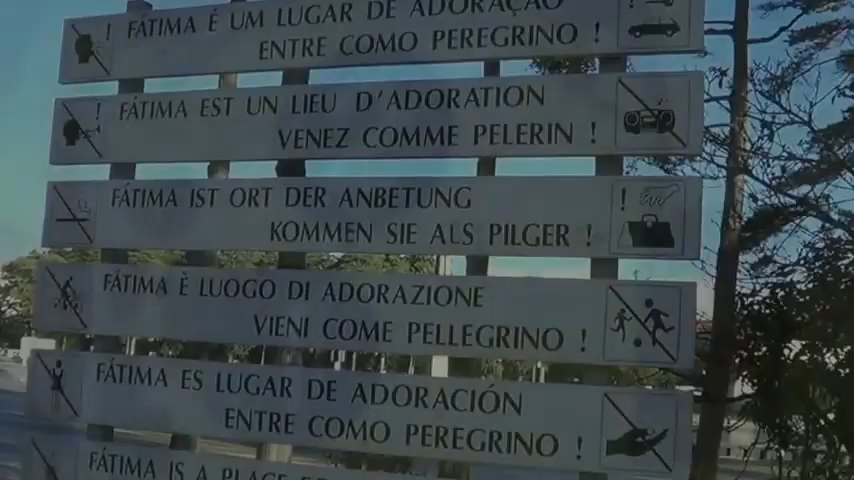 ! FÁTIMA É UM LUGAR DE ADORAÇÃO
ENTRE COMO PEREGRINO ! !
! FÁTIMA EST UN LIEU D'ADORATION
VENEZ COMME PELERIN !
FÁTIMA IST ORT DER ANBETUNG
KOMMEN SIE ALS PILGER ! !
FÁTIMA È LUOGO DI ADORAZIONE
VIENI COME PELLEGRINO !
FÁTIMA ES LUGAR DE ADORACIÓN
ENTRE COMO PEREGRINO !
FÁTIMA IS A PLACE